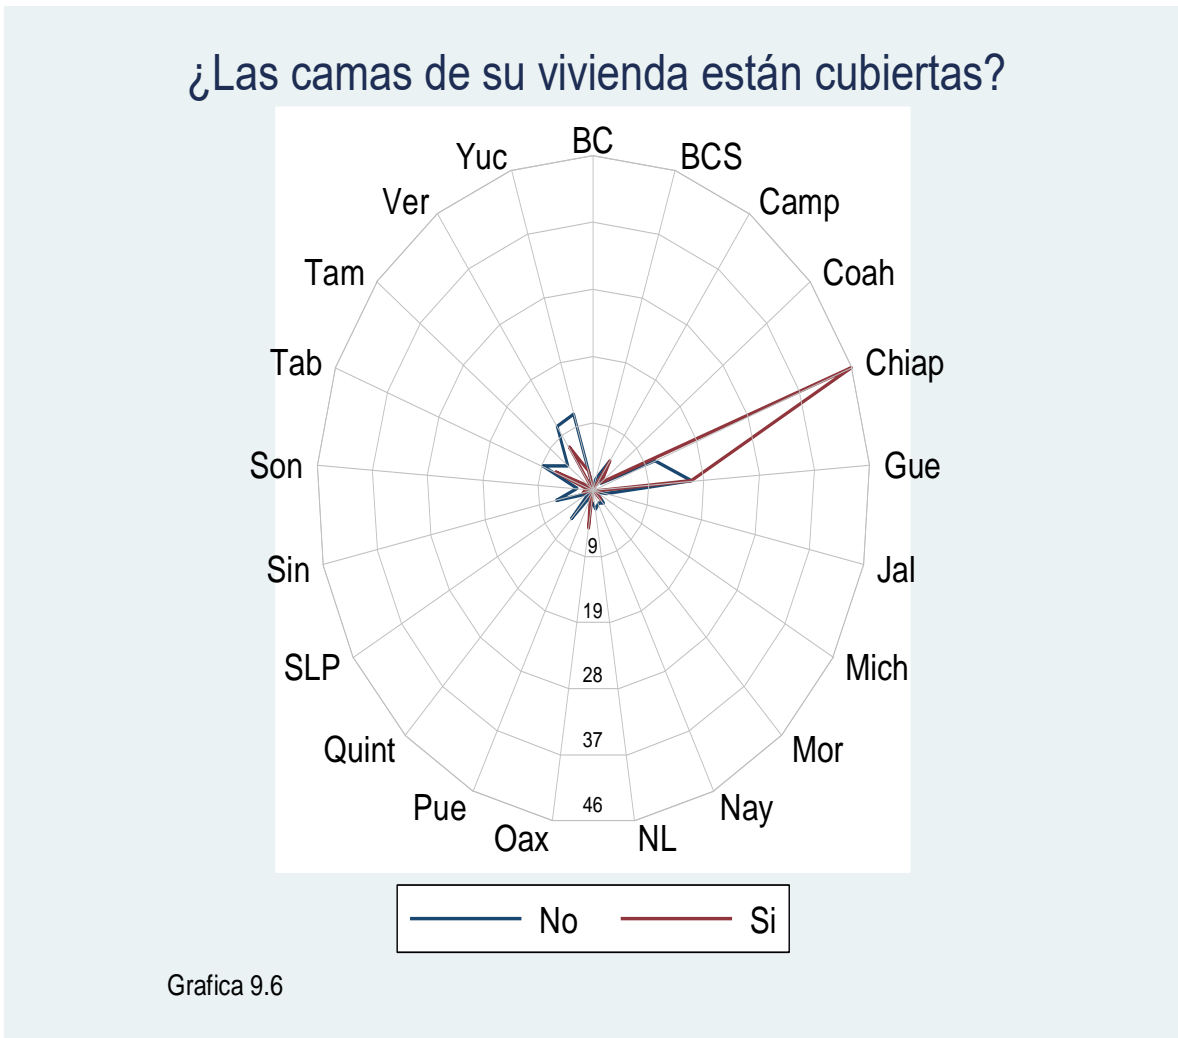 ¿Las camas de su vivienda están cubiertas?
BC
BCS
Camp
Coah
Chiap
Gue
Jal
Mich
Mor
Nay
NL
Oax
Pue
Quint
SLP
Sin
Son
Tab
Tam
Ver
Yuc
9
19
28
37
46
No Si
Grafica 9.6